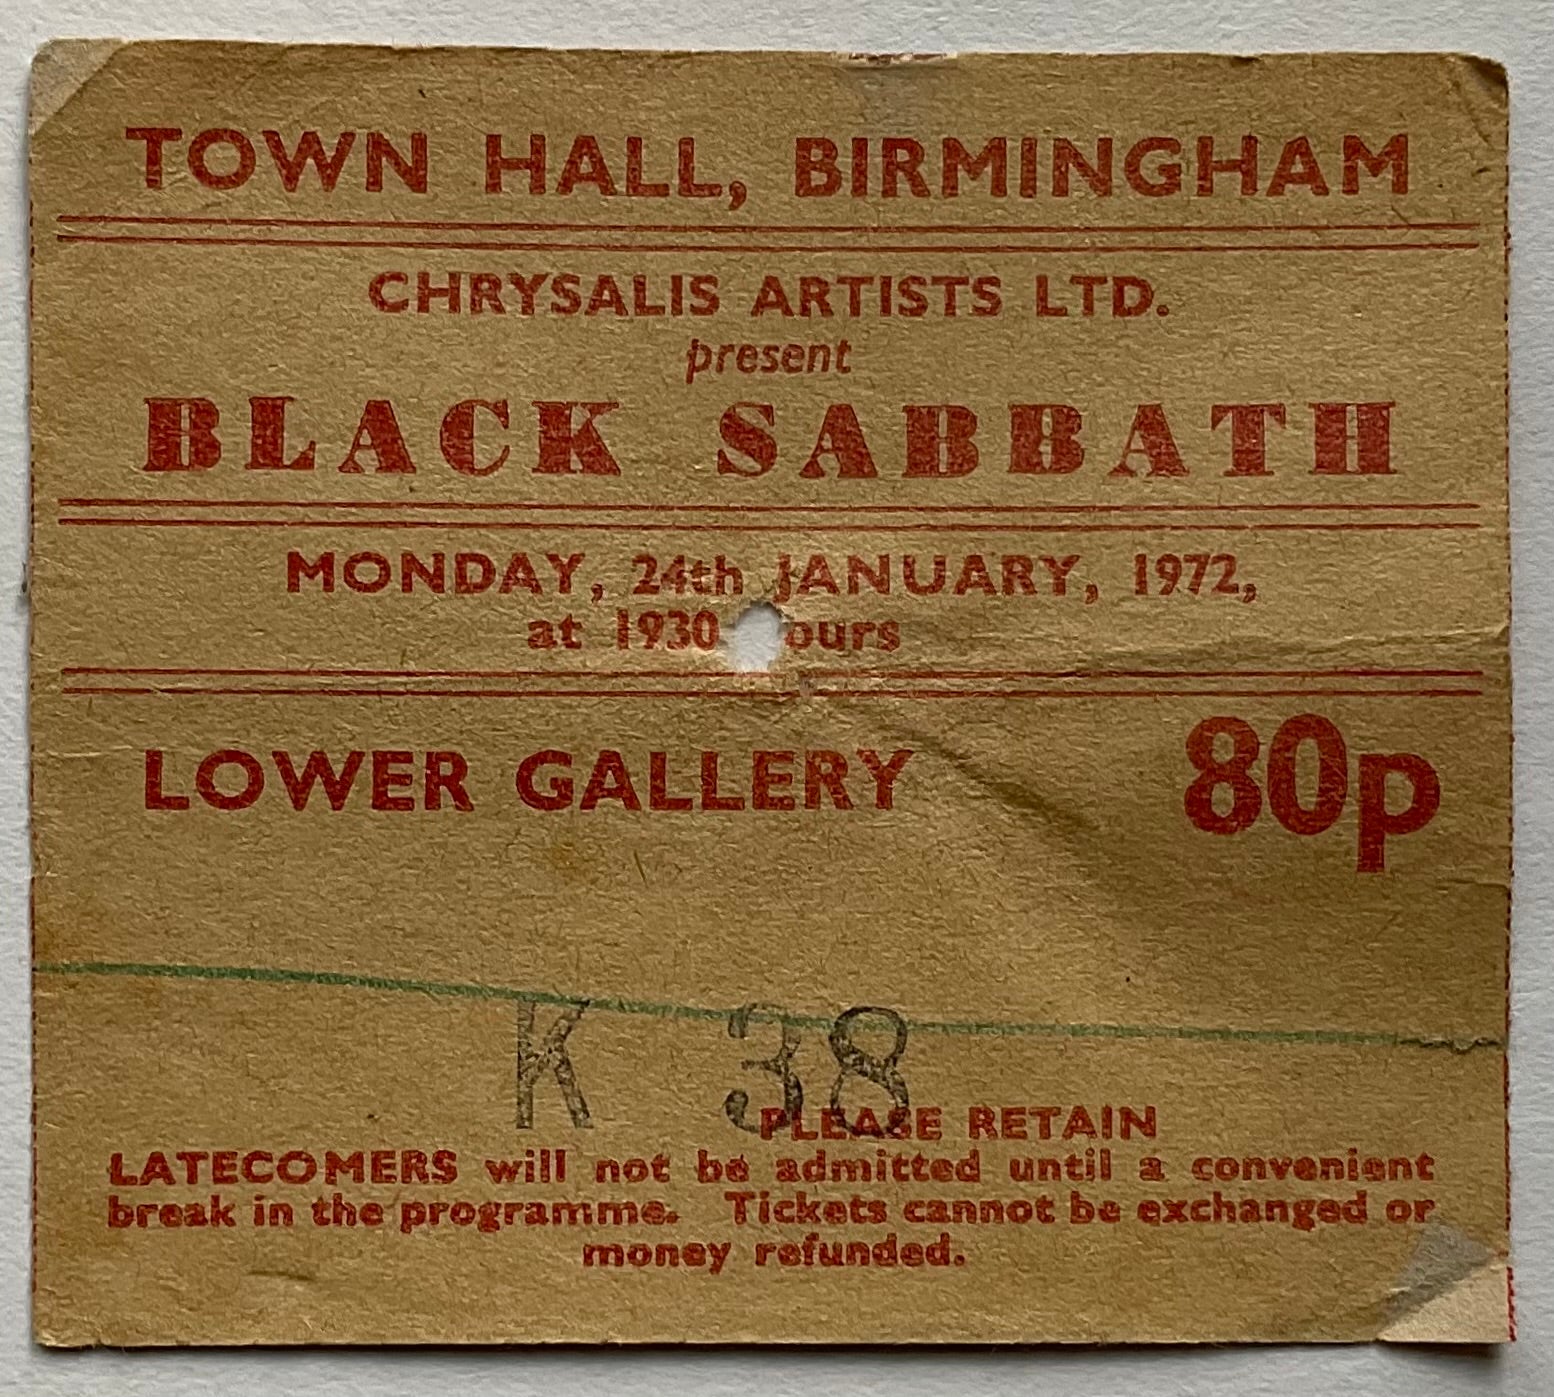 TOWN HALL, BIRMINGHAM
CHRYSALIS ARTISTS LTD.
present
BLACK SABBATH
MONDAY, 24th JANUARY, 1972,
at 1930 ours
LOWER GALLERY 80p
K 38
PLEASE RETAIN
LATECOMERS will not be admitted until a convenient
break in the programme. Tickets cannot be exchanged or
money refunded.